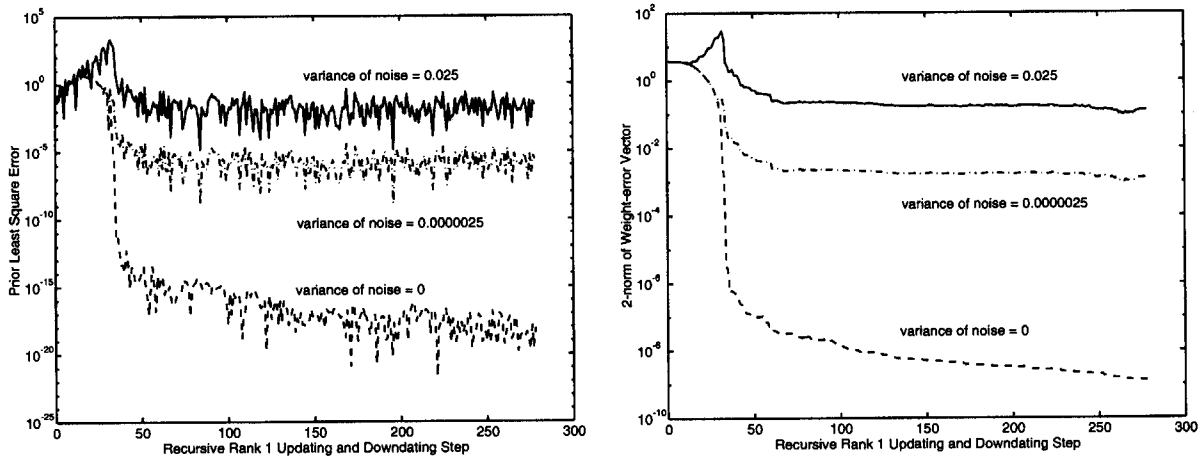 10^5
10^0
10^-5
10^-10
10^-15
10^-20
10^-25
Prior Least Square Error
variance of noise = 0.025
variance of noise = 0.0000025
variance of noise = 0
0 50 100 150 200 250 300
Recursive Rank 1 Updating and Downdating Step
10^2
10^0
10^-2
10^-4
10^-6
10^-8
10^-10
2-norm of Weight-error Vector
variance of noise = 0.025
variance of noise = 0.0000025
variance of noise = 0
0 50 100 150 200 250 300
Recursive Rank 1 Updating and Downdating Step